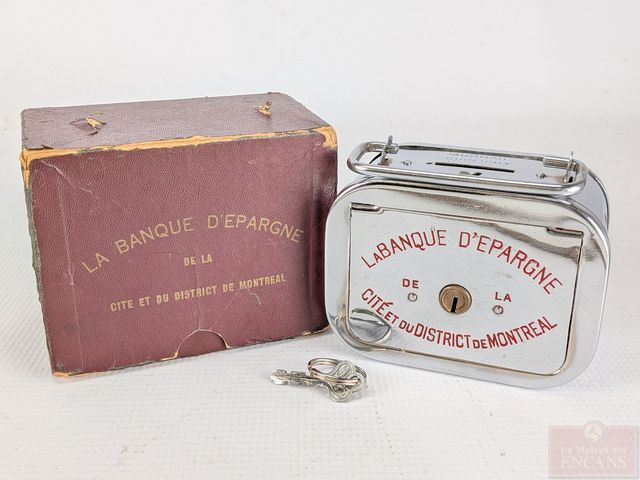 LA BANQUE D'EPARGNE
DE LA
CITE ET DU DISTRICT DE MONTREAL
LA BANQUE D'EPARGNE
DE LA
CITÉ ET DU DISTRICT DE MONTREAL
La Maison des
ENCANS